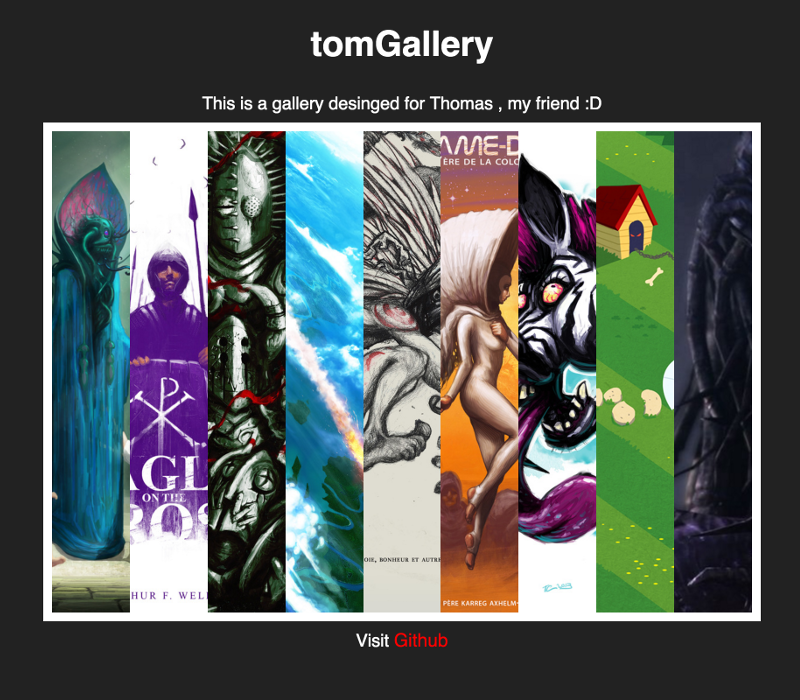 tomGallery
This is a gallery desinged for Thomas , my friend :D
AME-D
ÈRE DE LA COLO
AGL
ON THE
ROS
OIE, BONHEUR ET AUTRE
HUR F. WEL
PÈRE KARREG AXHELM
Visit Github